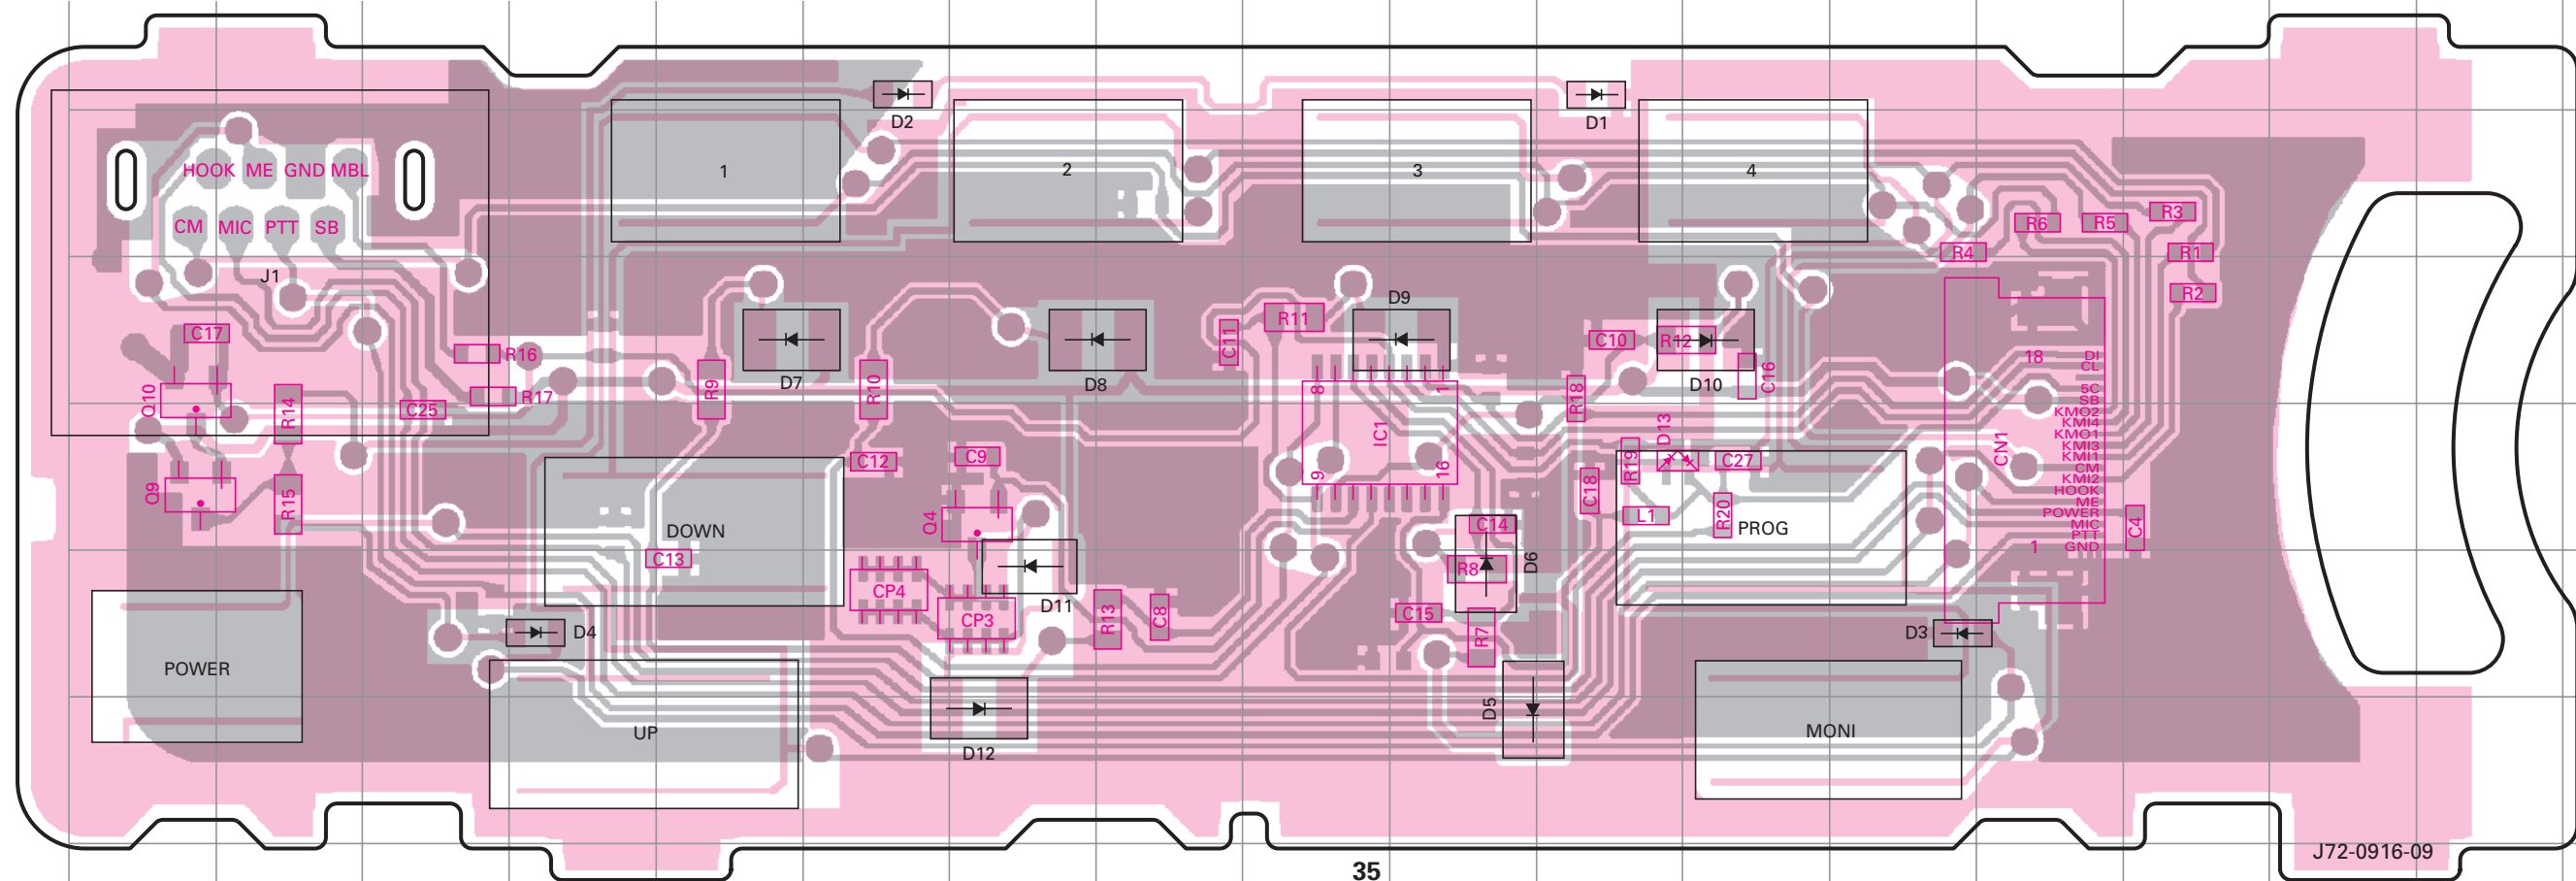 D2
D1
1
2
3
4
HOOK ME GND MBL
CM MIC PTT SB
J1
R6
R5
R3
R4
R1
R2
C17
R16
R17
Q10
R14
C25
Q9
R15
R9
D7
R10
D8
C11
R11
D9
C10
R12
D10
C16
R18
8
1
IC1
9
16
C12
C9
Q4
DOWN
C13
CP4
CP3
D11
R13
C8
C14
R8
D6
C15
R7
C18
R19
D13
C27
L1
R20
PROG
CN1
18
DI
CL
5C
SB
KMO2
KMI4
KMO1
KMI3
KMI1
CM
KMI2
HOOK
ME
POWER
MIC
PTT
1 GND
C4
D4
D3
POWER
UP
D12
D5
MONI
J72-0916-09
35